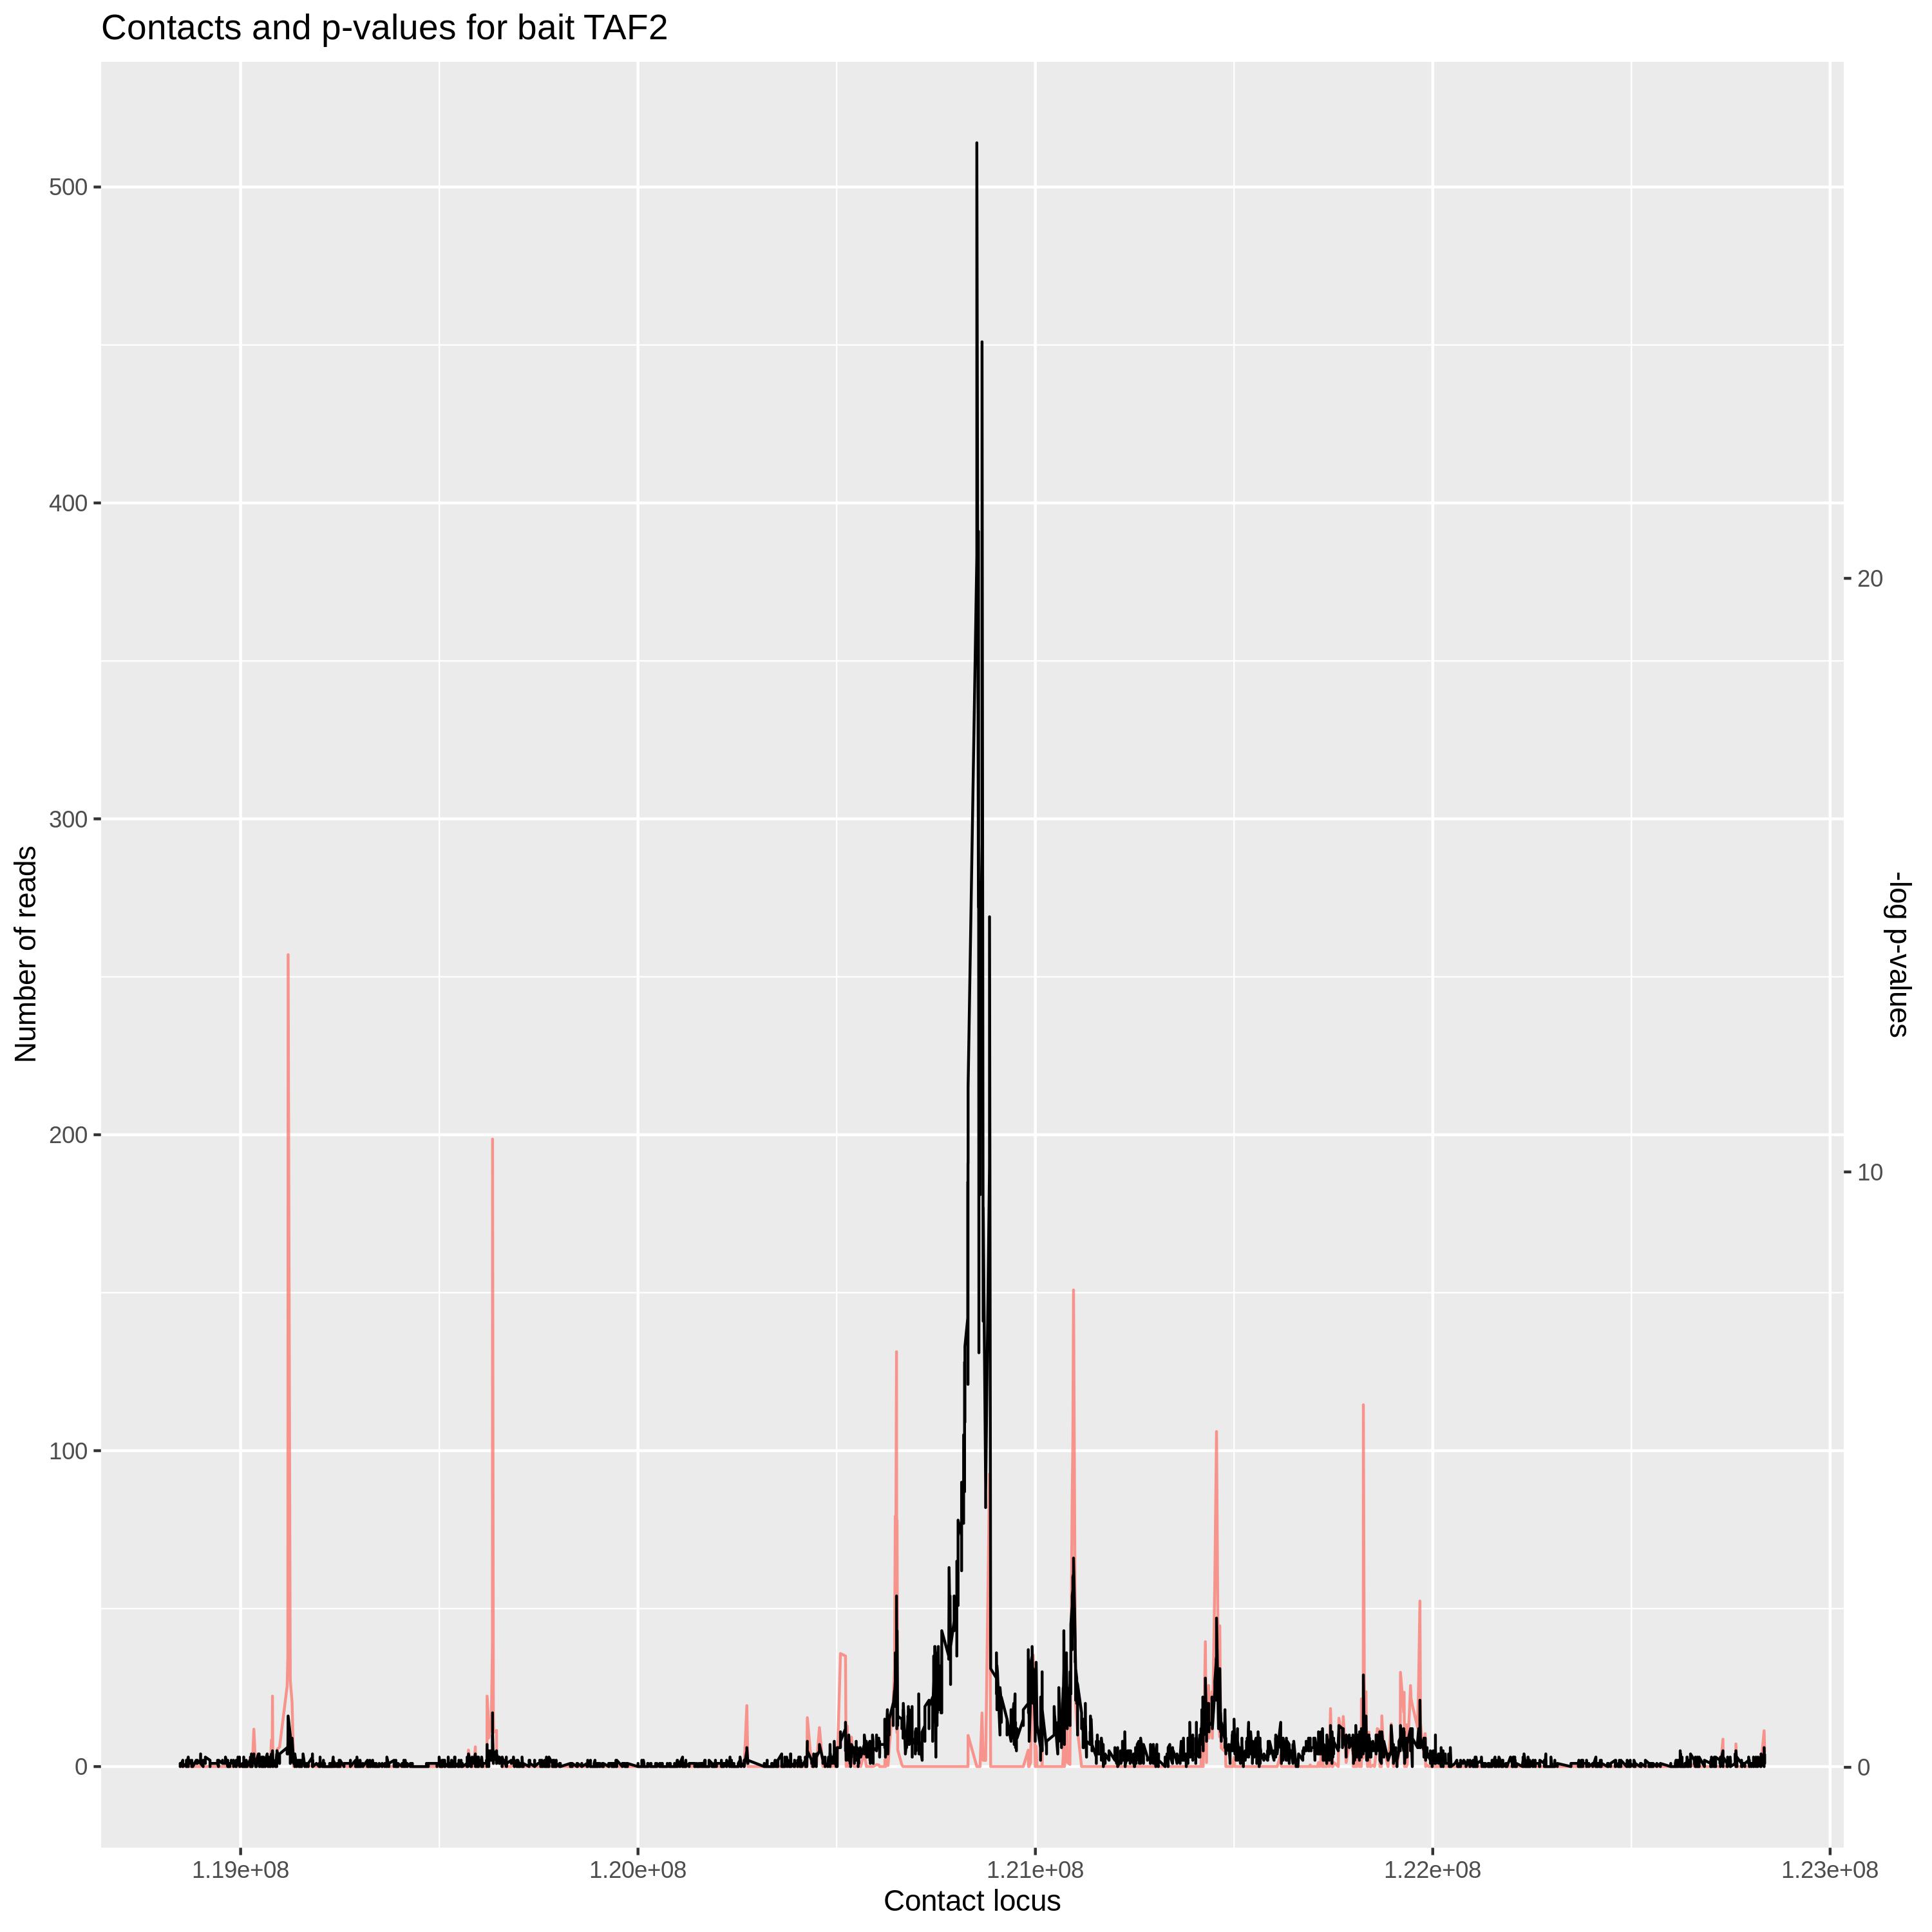 Contacts and p-values for bait TAF2
500
400
300
200
100
0
Number of reads
20
10
0
-log p-values
1.19e+08
1.20e+08
1.21e+08
1.22e+08
1.23e+08
Contact locus